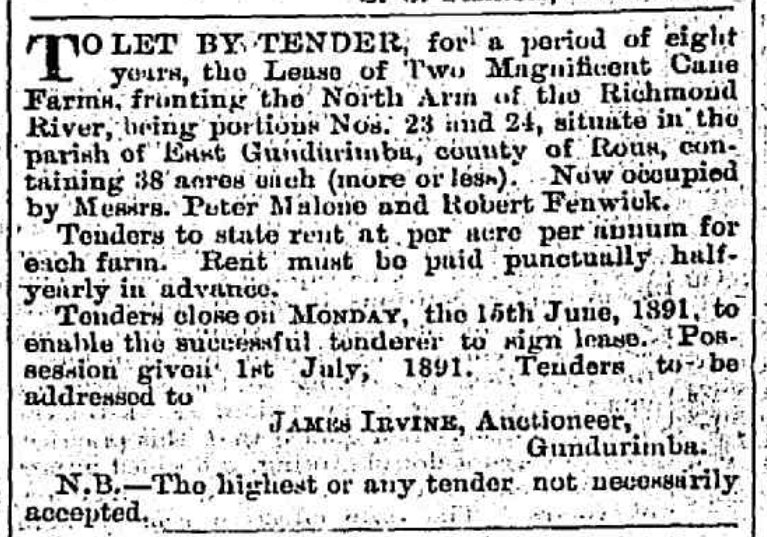 TO LET BY TENDER, for a period of eight
years, the Lease of Two Magnificent Cane
Farms, fronting the North Arm of the Richmond
River, being portions Nos. 23 and 24, situate in the
parish of East Gundurimba, county of Rous, con-
taining 38 acres each (more or less). Now occupied
by Messrs. Peter Malone and Robert Fenwick.
Tenders to state rent at per acre per annum for
each farm. Rent must be paid punctually half-
yearly in advance.
Tenders close on MONDAY, the 15th June, 1891, to
enable the successful tenderer to sign lease. Pos-
session given 1st July, 1891. Tenders to be
addressed to
JAMES IRVINE, Auctioneer,
Gundurimba.
N.B.—The highest or any tender not necessarily
accepted.